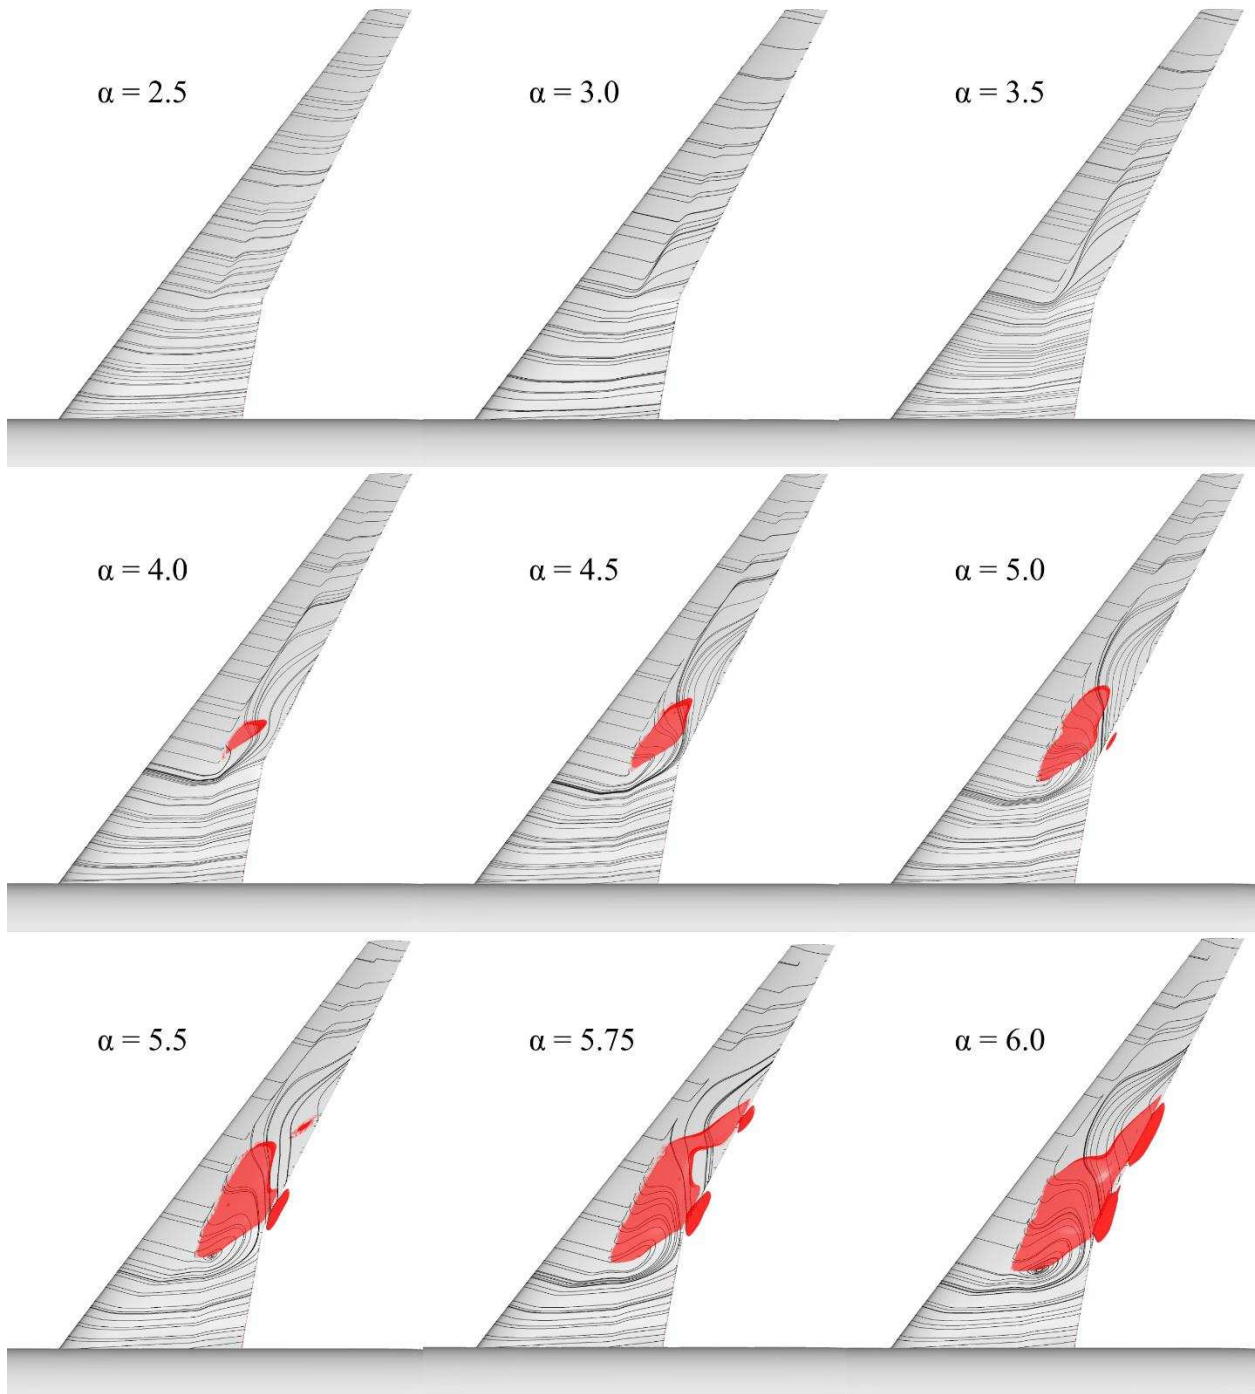 α = 2.5
α = 3.0
α = 3.5
α = 4.0
α = 4.5
α = 5.0
α = 5.5
α = 5.75
α = 6.0